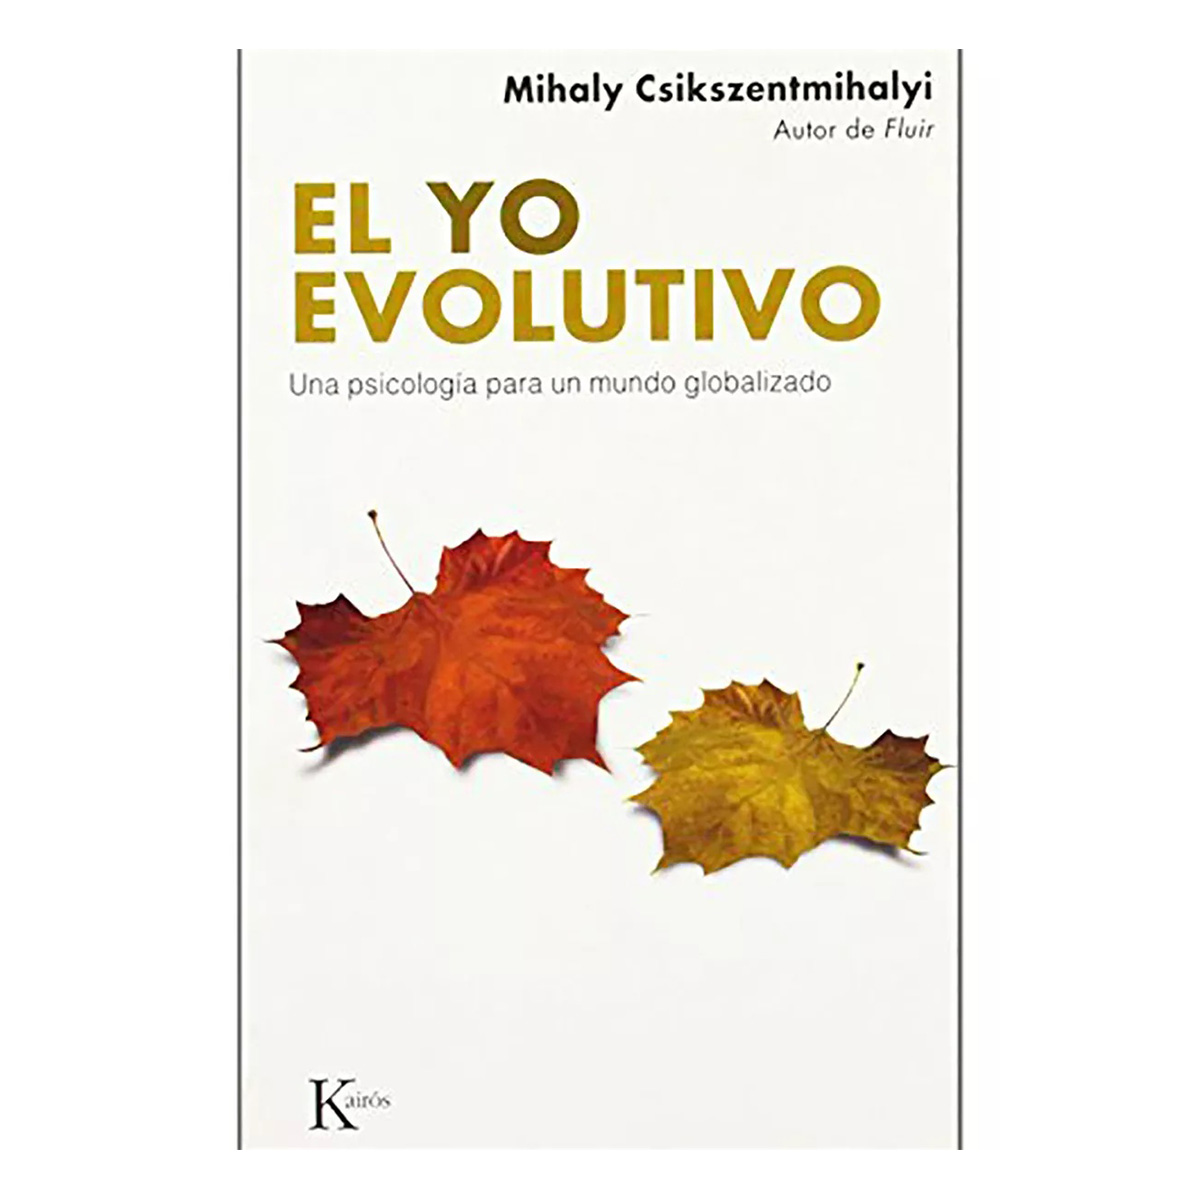 Mihaly Csikszentmihalyi
Autor de Fluir
EL YO
EVOLUTIVO
Una psicología para un mundo globalizado
Kairós